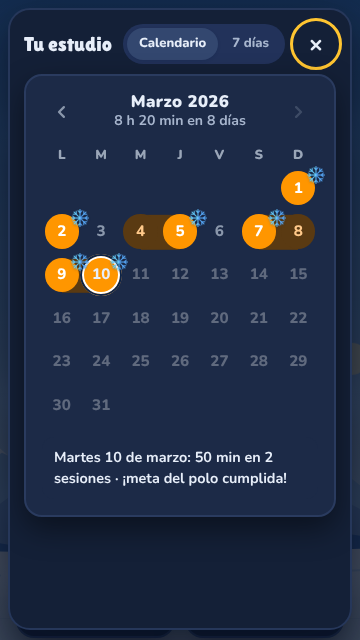 Tu estudio
Calendario
7 días
Marzo 2026
8 h 20 min en 8 días
L M M J V S D
1
2 3 4 5 6 7 8
9 10 11 12 13 14 15
16 17 18 19 20 21 22
23 24 25 26 27 28 29
30 31
Martes 10 de marzo: 50 min en 2
sesiones · ¡meta del polo cumplida!